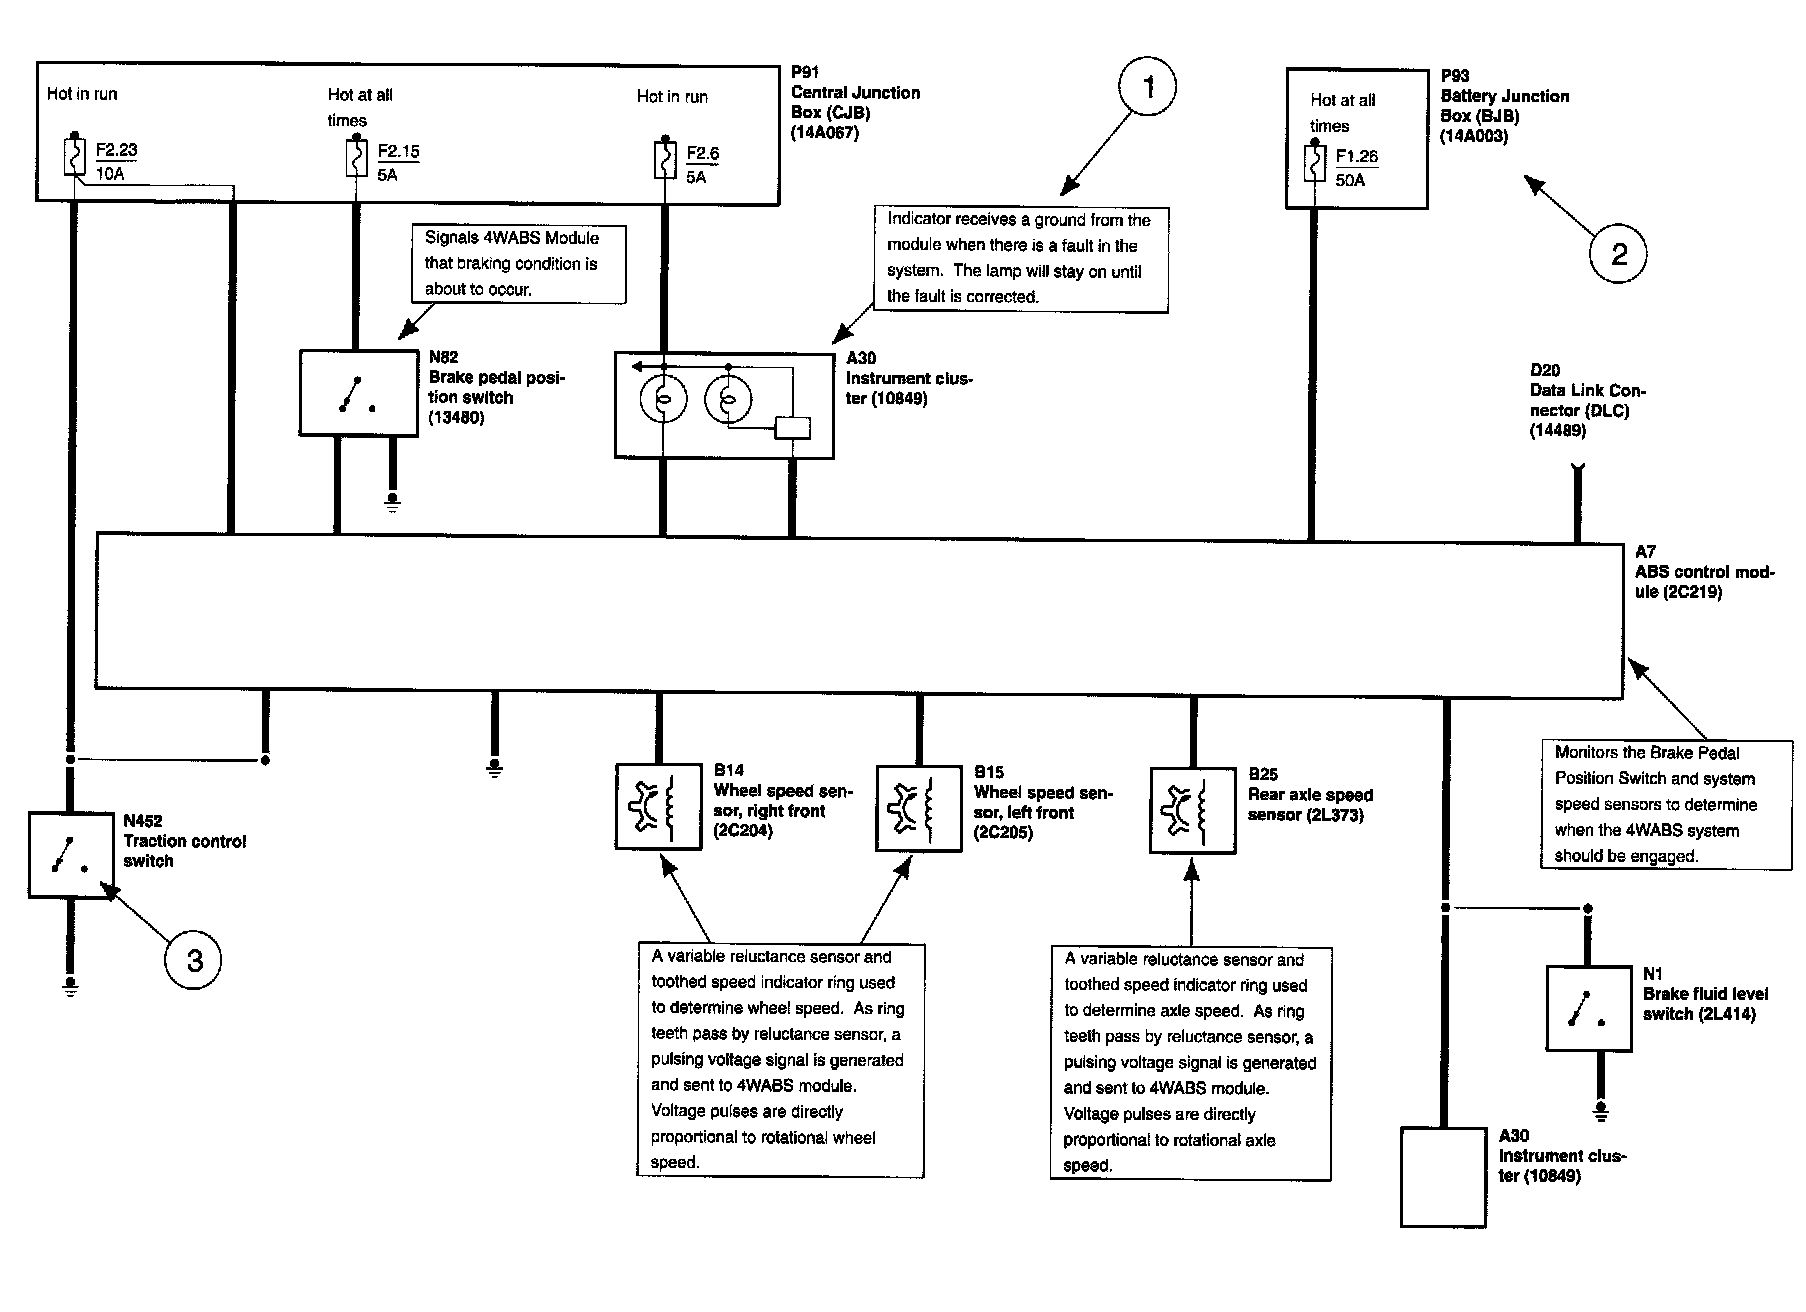 Hot in run
Hot at all
times
Hot in run
F2.23
10A
F2.15
5A
F2.6
5A
P91
Central Junction
Box (CJB)
(14A067)
1
Hot at all
times
F1.26
50A
P93
Battery Junction
Box (BJB)
(14A003)
2
Signals 4WABS Module
that braking condition is
about to occur.
Indicator receives a ground from the
module when there is a fault in the
system. The lamp will stay on until
the fault is corrected.
N82
Brake pedal posi-
tion switch
(13480)
A30
Instrument clus-
ter (10849)
D20
Data Link Con-
nector (DLC)
(14489)
A7
ABS control mod-
ule (2C219)
Monitors the Brake Pedal
Position Switch and system
speed sensors to determine
when the 4WABS system
should be engaged.
N452
Traction control
switch
3
B14
Wheel speed sen-
sor, right front
(2C204)
B15
Wheel speed sen-
sor, left front
(2C205)
B25
Rear axle speed
sensor (2L373)
A variable reluctance sensor and
toothed speed indicator ring used
to determine wheel speed. As ring
teeth pass by reluctance sensor, a
pulsing voltage signal is generated
and sent to 4WABS module.
Voltage pulses are directly
proportional to rotational wheel
speed.
A variable reluctance sensor and
toothed speed indicator ring used
to determine axle speed. As ring
teeth pass by reluctance sensor, a
pulsing voltage signal is generated
and sent to 4WABS module.
Voltage pulses are directly
proportional to rotational axle
speed.
N1
Brake fluid level
switch (2L414)
A30
Instrument clus-
ter (10849)